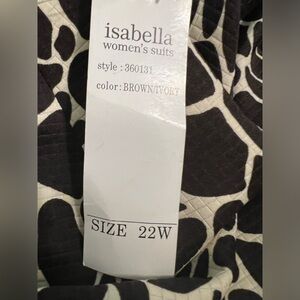 isabella
women's suits
style : 360131
color : BROWN/IVORY
SIZE 22W